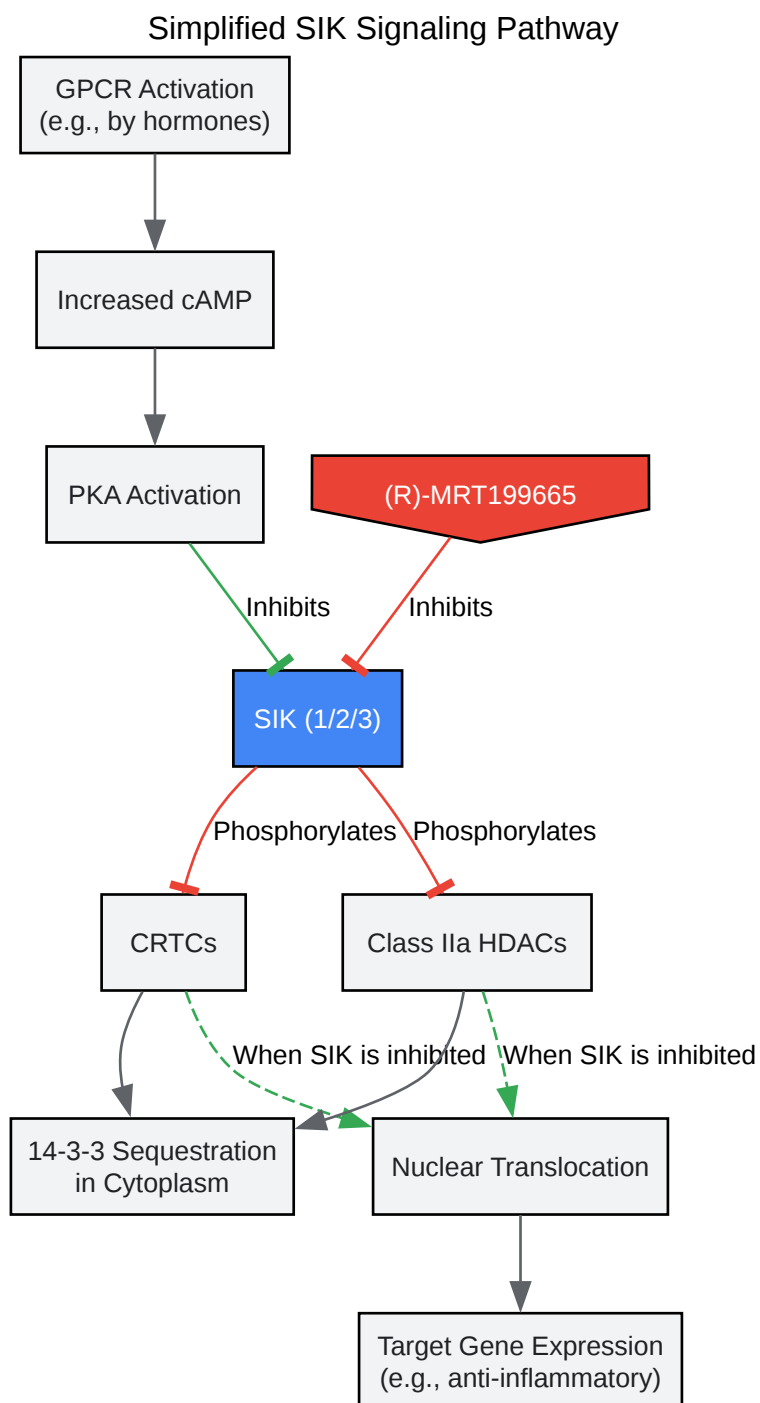 Simplified SIK Signaling Pathway
GPCR Activation
(e.g., by hormones)
Increased cAMP
PKA Activation
(R)-MRT199665
Inhibits
Inhibits
SIK (1/2/3)
Phosphorylates
Phosphorylates
CRTCs
Class IIa HDACs
When SIK is inhibited
When SIK is inhibited
14-3-3 Sequestration
in Cytoplasm
Nuclear Translocation
Target Gene Expression
(e.g., anti-inflammatory)